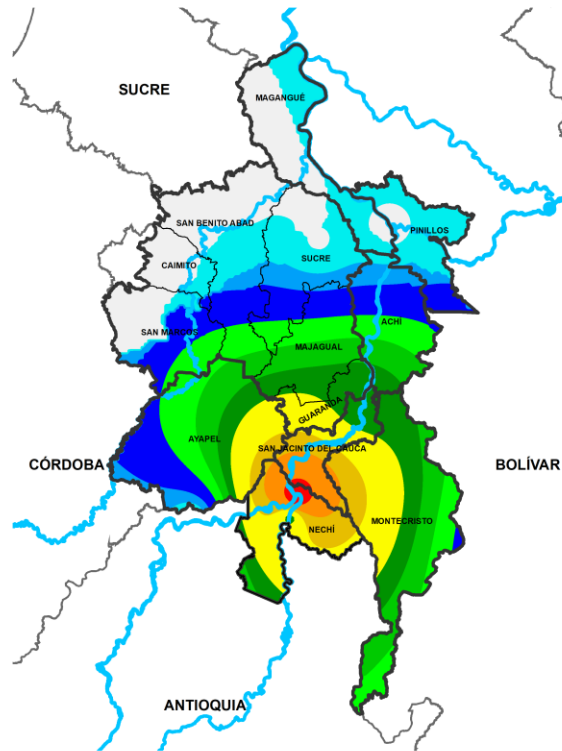 SUCRE
MAGANGUÉ
SAN BENITO ABAD
PINILLOS
CAIMITO
SUCRE
SAN MARCOS
ACHÍ
MAJAGUAL
GUARANDA
AYAPEL
SAN JACINTO DEL CAUCA
CÓRDOBA
BOLÍVAR
MONTECRISTO
NECHÍ
ANTIOQUIA